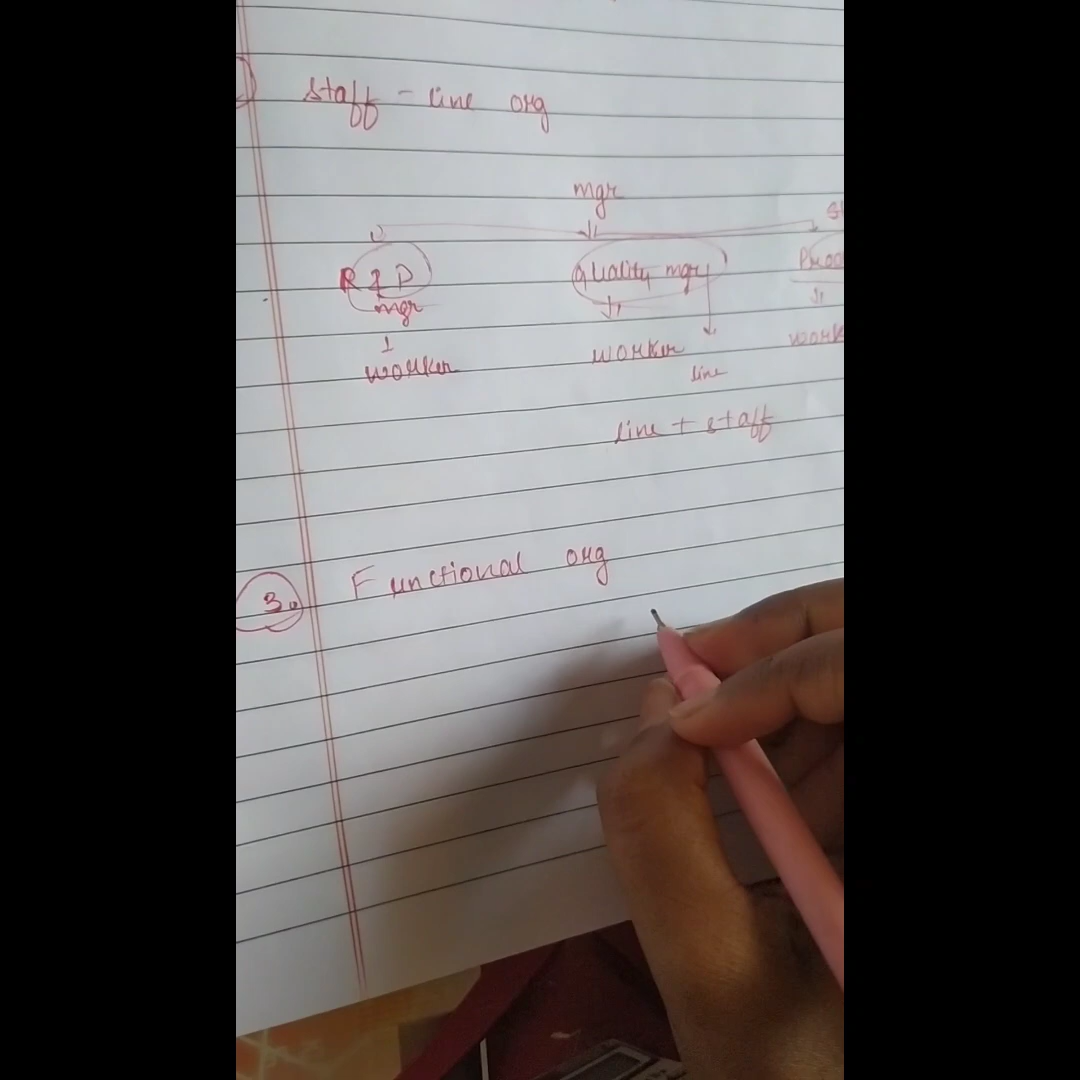 staff - line org
mgr
R & D quality mgr
mgr
worker worker
line
line + staff
3. Functional org